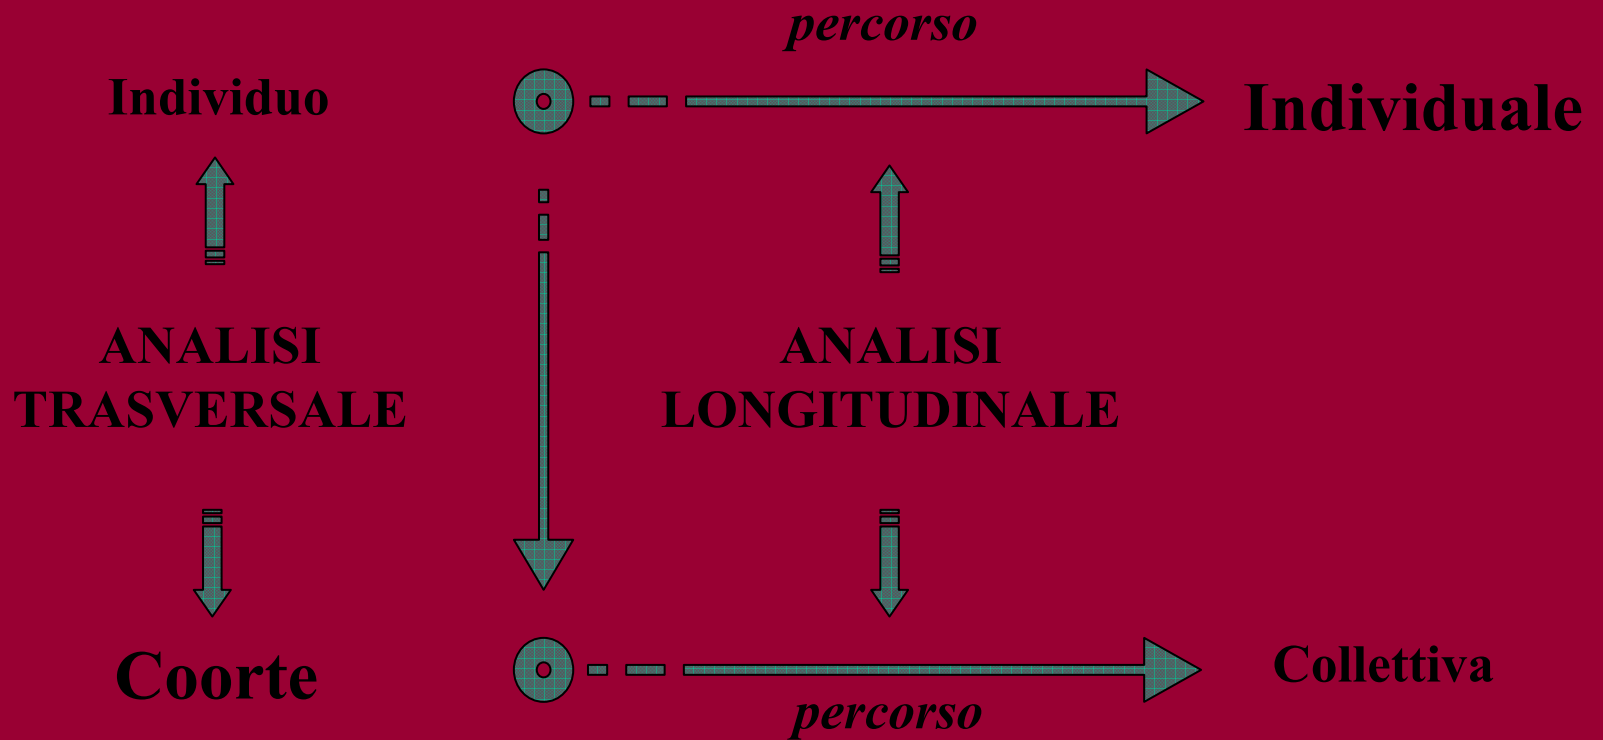 percorso
Individuo
Individuale
ANALISI
TRASVERSALE
ANALISI
LONGITUDINALE
Coorte
Collettiva
percorso